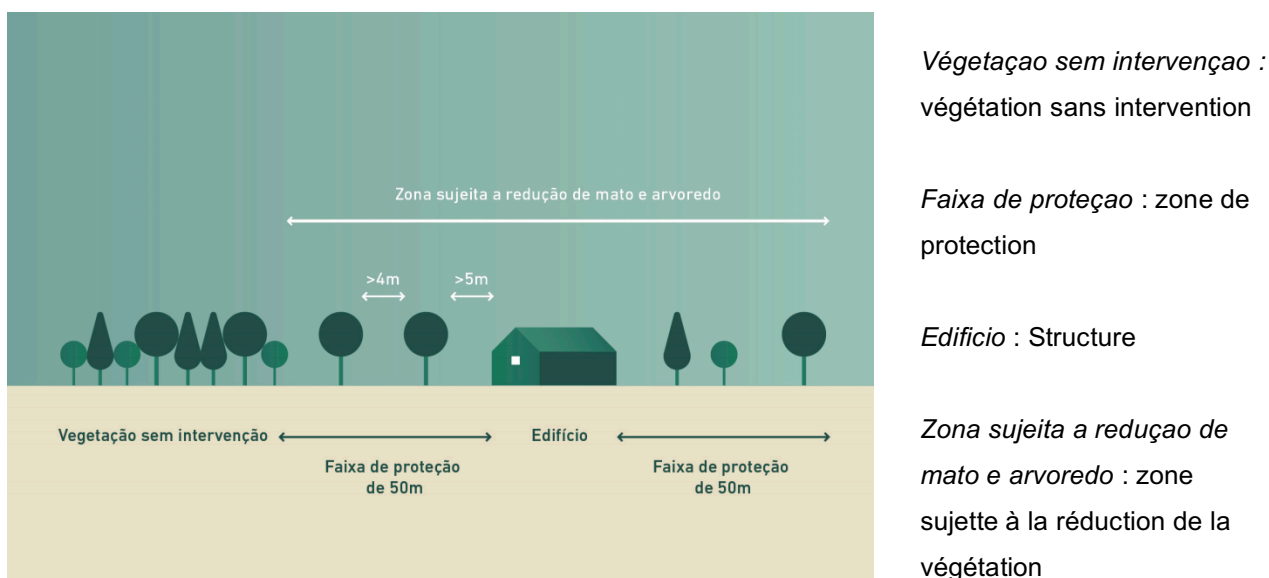 Zona sujeita a redução de mato e arvoredo
>4m
>5m
Vegetação sem intervenção
Edifício
Faixa de proteção
de 50m
Faixa de proteção
de 50m
Végetaçao sem intervençao :
végétation sans intervention
Faixa de proteçao : zone de
protection
Edificio : Structure
Zona sujeita a reduçao de
mato e arvoredo : zone
sujette à la réduction de la
végétation